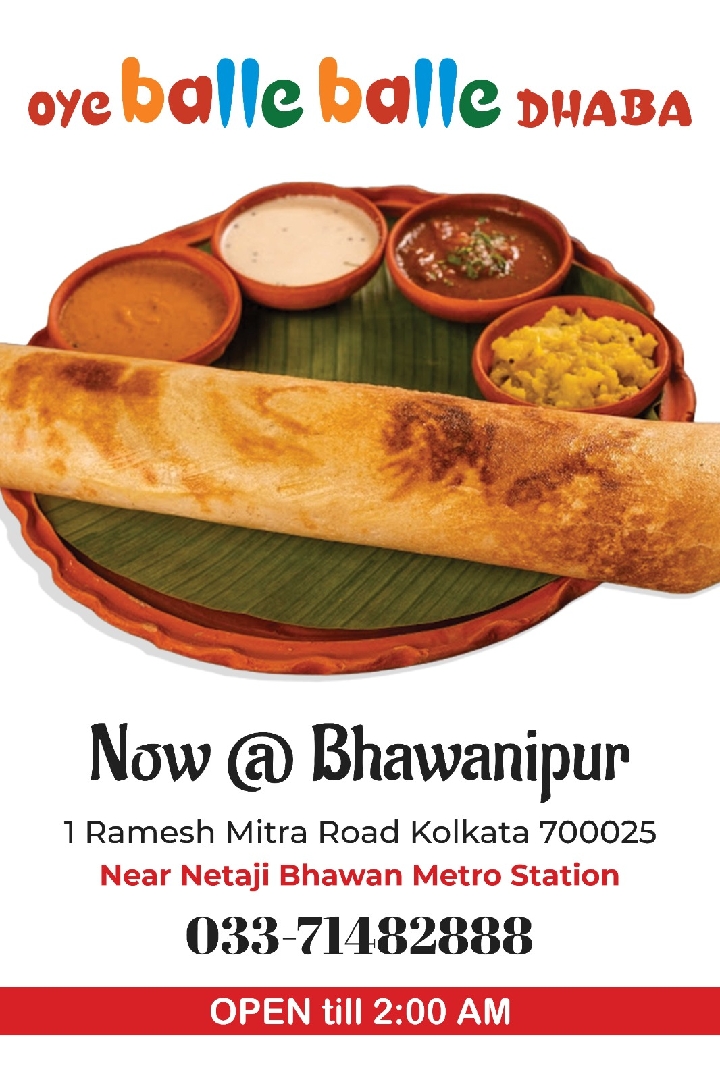 oye balle balle DHABA
Now @ Bhawanipur
1 Ramesh Mitra Road Kolkata 700025
Near Netaji Bhawan Metro Station
033-71482888
OPEN till 2:00 AM